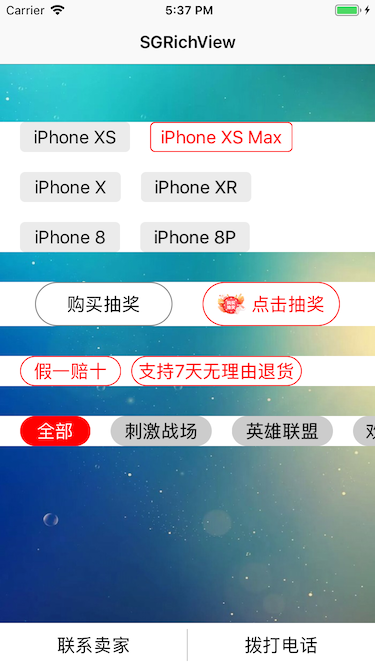 Carrier 5:37 PM
SGRichView
iPhone XS iPhone XS Max
iPhone X iPhone XR
iPhone 8 iPhone 8P
购买抽奖 点击抽奖
假一赔十 支持7天无理由退货
全部 刺激战场 英雄联盟
联系卖家 拨打电话